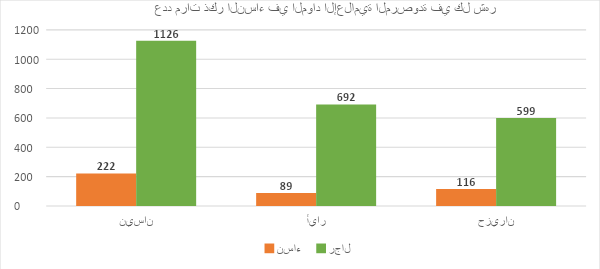 عدد مرات ذكر النساء في المواد الإعلامية المرصودة في كل شهر
1200
1000
800
600
400
200
0
222
1126
89
692
116
599
نيسان
أيار
حزيران
نساء
رجال